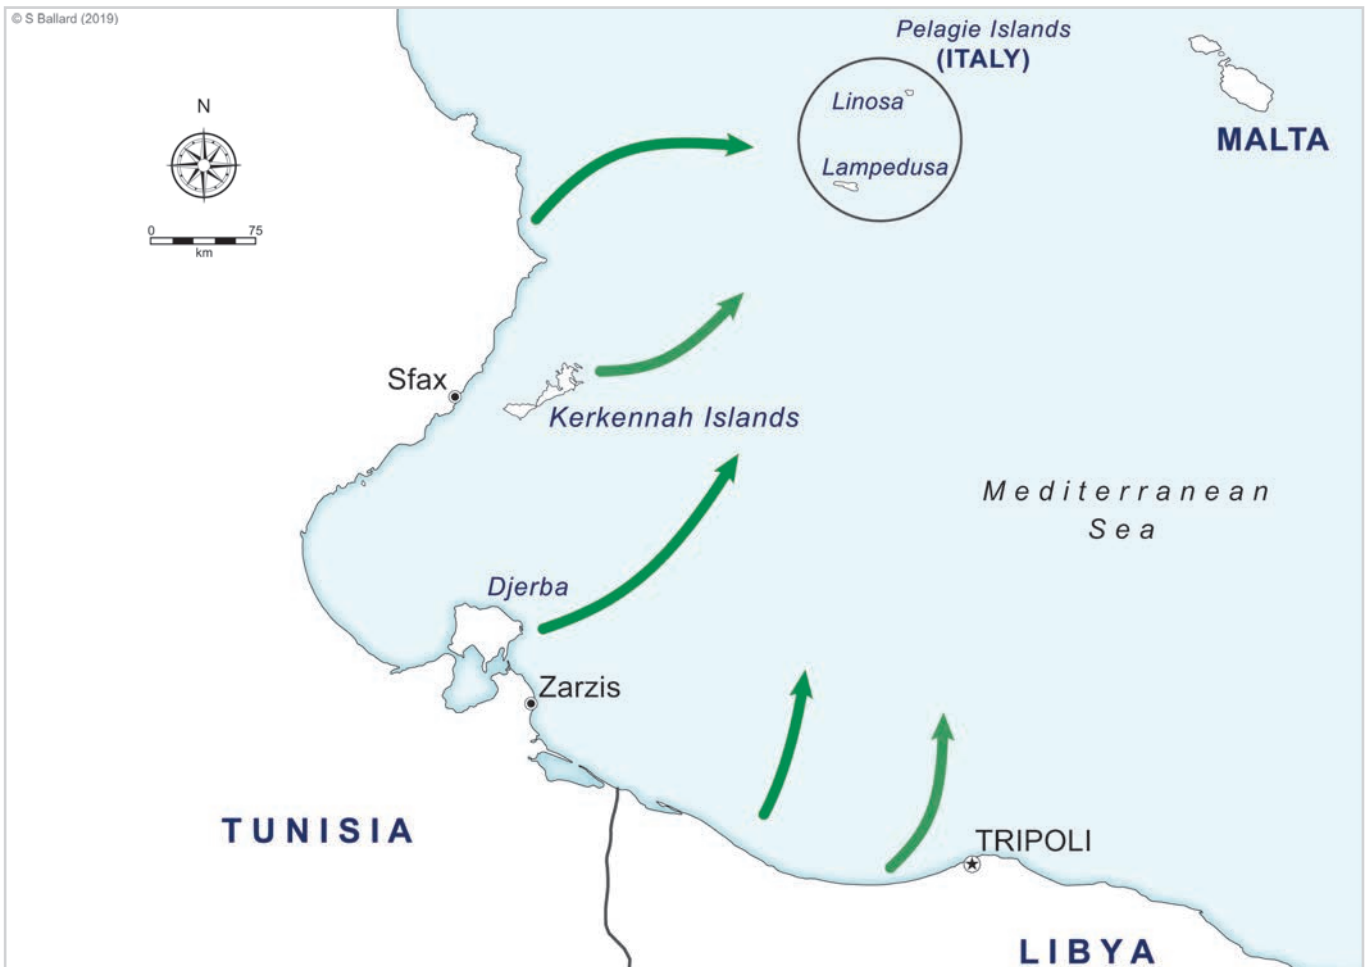 © S Ballard (2019)
Pelagie Islands
(ITALY)
N
Linosa
MALTA
Lampedusa
0 75
km
Sfax
Kerkennah Islands
Mediterranean
Sea
Djerba
Zarzis
TUNISIA
TRIPOLI
LIBYA